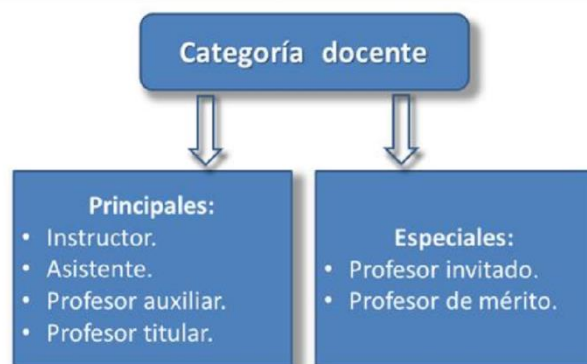 Categoría docente
Principales:
• Instructor.
• Asistente.
• Profesor auxiliar.
• Profesor titular.
Especiales:
• Profesor invitado.
• Profesor de mérito.